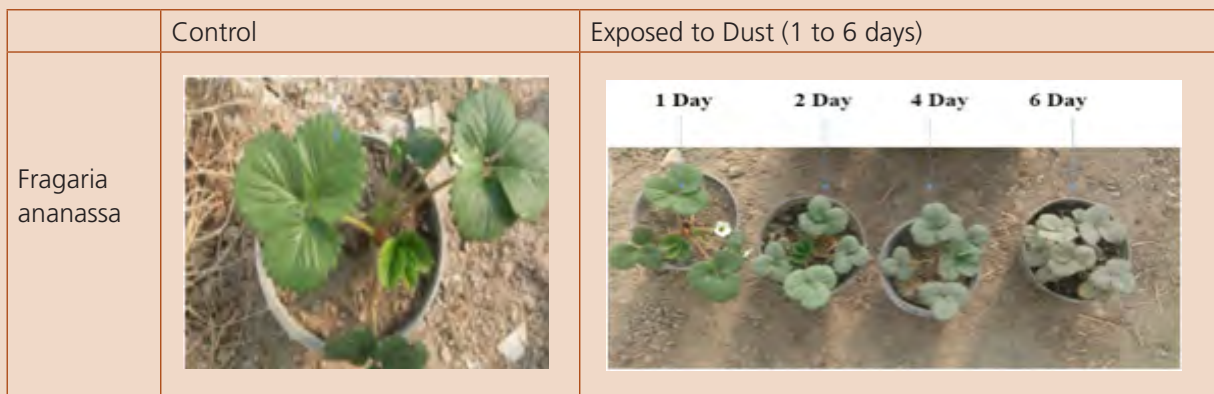 Control
Exposed to Dust (1 to 6 days)
Fragaria
ananassa
1 Day
2 Day
4 Day
6 Day